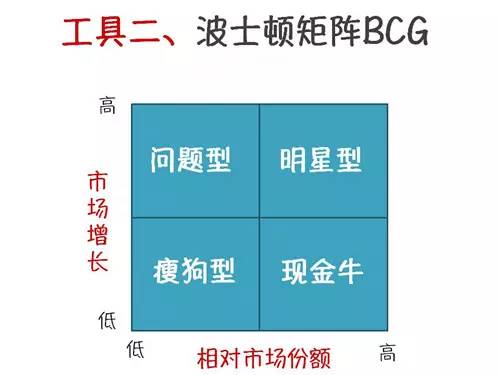 工具二、波士顿矩阵BCG
高
问题型 明星型
市场增长
瘦狗型 现金牛
低
低 相对市场份额 高